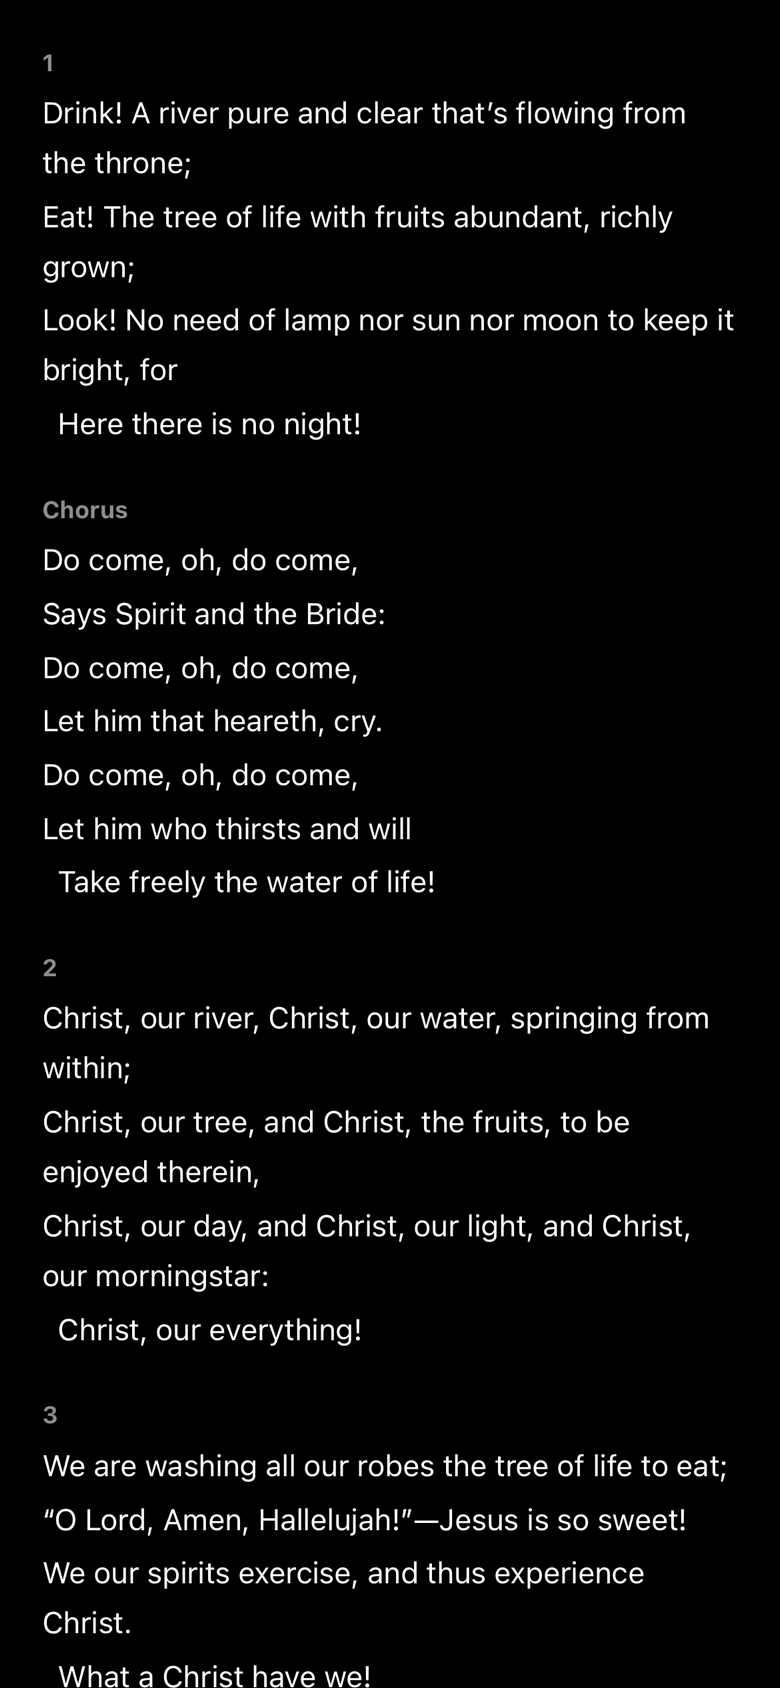 1
Drink! A river pure and clear that’s flowing from
the throne;
Eat! The tree of life with fruits abundant, richly
grown;
Look! No need of lamp nor sun nor moon to keep it
bright, for
Here there is no night!
Chorus
Do come, oh, do come,
Says Spirit and the Bride:
Do come, oh, do come,
Let him that heareth, cry.
Do come, oh, do come,
Let him who thirsts and will
Take freely the water of life!
2
Christ, our river, Christ, our water, springing from
within;
Christ, our tree, and Christ, the fruits, to be
enjoyed therein,
Christ, our day, and Christ, our light, and Christ,
our morningstar:
Christ, our everything!
3
We are washing all our robes the tree of life to eat;
“O Lord, Amen, Hallelujah!”—Jesus is so sweet!
We our spirits exercise, and thus experience
Christ.
What a Christ have we!